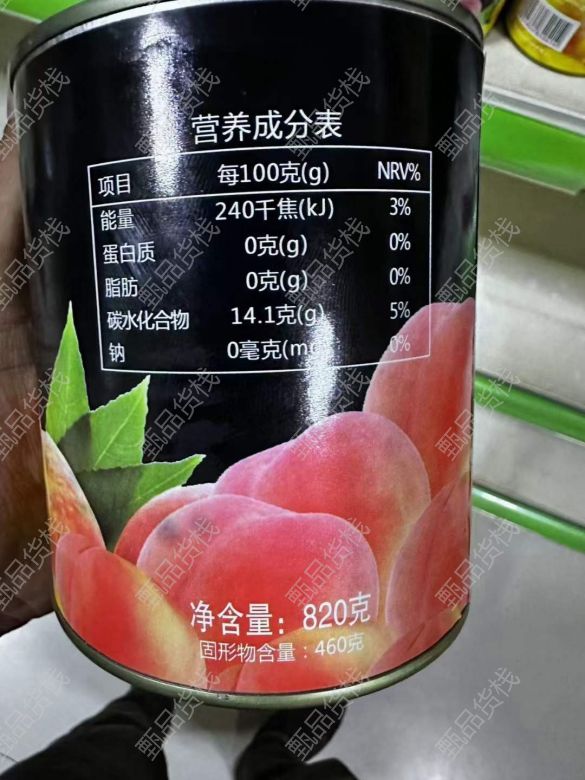 营养成分表
项目 每100克(g) NRV%
能量 240千焦(kJ) 3%
蛋白质 0克(g) 0%
脂肪 0克(g) 0%
碳水化合物 14.1克(g) 5%
钠 0毫克(mg) 0%
净含量：820克
固形物含量：460克
甄品货栈